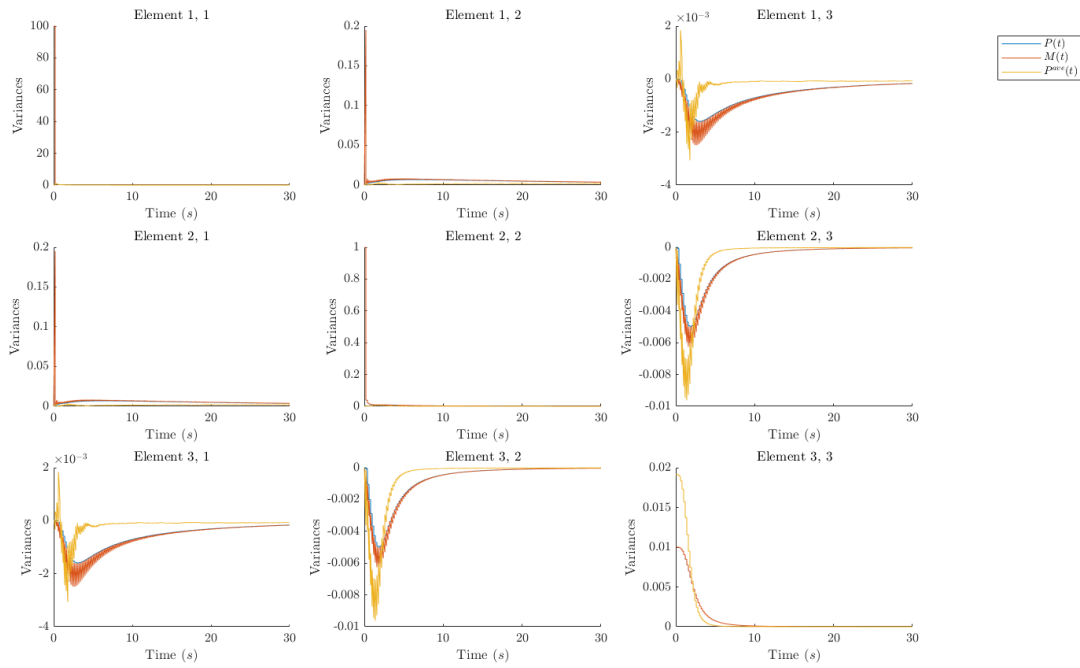 Element 1, 1
100
80
60
40
20
0
Variances
0 10 20 30
Time (s)
Element 1, 2
0.2
0.15
0.1
0.05
0
Variances
0 10 20 30
Time (s)
×10⁻³
Element 1, 3
2
0
-2
-4
Variances
0 10 20 30
Time (s)
P(t)
M(t)
P^ave(t)
Element 2, 1
0.2
0.15
0.1
0.05
0
Variances
0 10 20 30
Time (s)
Element 2, 2
1
0.8
0.6
0.4
0.2
0
Variances
0 10 20 30
Time (s)
Element 2, 3
0
-0.002
-0.004
-0.006
-0.008
-0.01
Variances
0 10 20 30
Time (s)
×10⁻³
Element 3, 1
2
0
-2
-4
Variances
0 10 20 30
Time (s)
Element 3, 2
0
-0.002
-0.004
-0.006
-0.008
-0.01
Variances
0 10 20 30
Time (s)
Element 3, 3
0.02
0.015
0.01
0.005
0
Variances
0 10 20 30
Time (s)